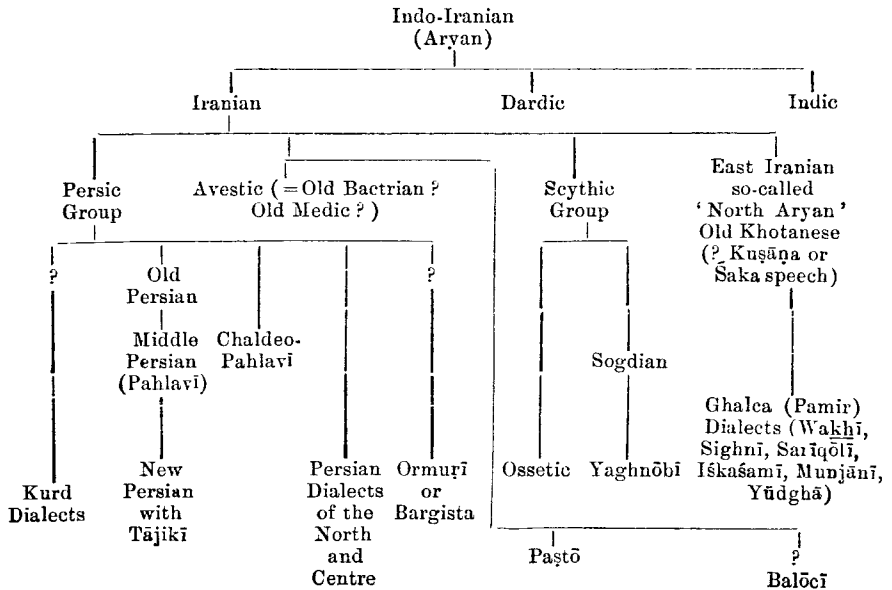 Indo-Iranian
(Aryan)
Iranian
Dardic
Indic
Persic
Group
Avestic (=Old Bactrian ?
Old Medic ? )
Scythic
Group
East Iranian
so-called
‘North Aryan’
Old Khotanese
(? Kuṣāṇa or
Śaka speech)
?
Old
Persian
?
Middle
Persian
(Pahlavī)
Chaldeo-
Pahlavī
Sogdian
Ghalca (Pamir)
Dialects (Wakhī,
Sighnī, Sarīqōlī,
Iśkaśamī, Munjānī,
Yūdghā)
Kurd
Dialects
New
Persian
with
Tājikī
Persian
Dialects
of the
North
and
Centre
Ormuṛī
or
Bargista
Ossetic
Yaghnōbī
Paṣtō
?
Balōcī